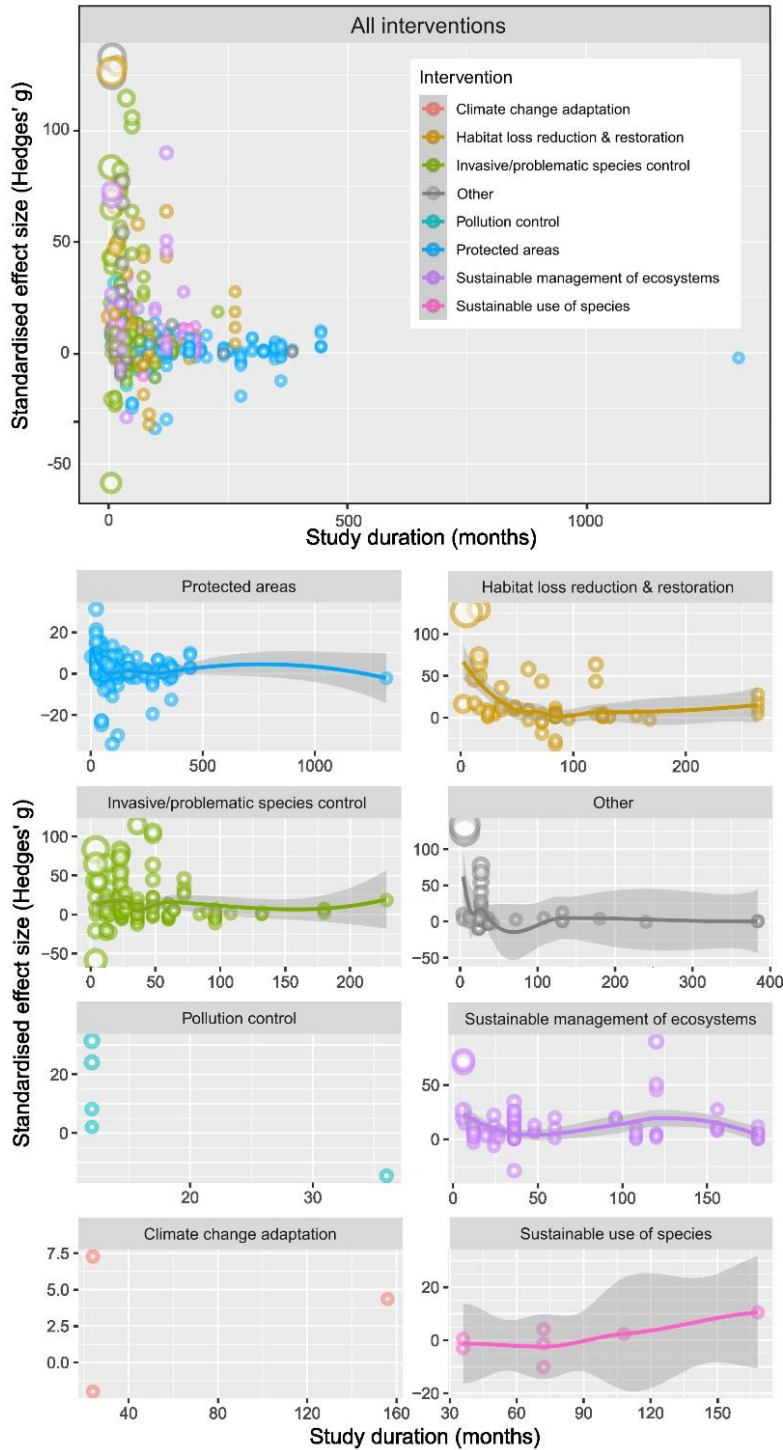 All interventions
Standardised effect size (Hedges' g)
100
50
0
-50
Intervention
Climate change adaptation
Habitat loss reduction & restoration
Invasive/problematic species control
Other
Pollution control
Protected areas
Sustainable management of ecosystems
Sustainable use of species
0 500 1000
Study duration (months)
Protected areas
20
0
−20
0 500 1000
Habitat loss reduction & restoration
100
50
0
0 100 200
Standardised effect size (Hedges' g)
Invasive/problematic species control
100
50
0
−50
0 50 100 150 200
Other
100
50
0
−50
0 100 200 300 400
Pollution control
20
0
20 30
Sustainable management of ecosystems
50
0
0 50 100 150
Climate change adaptation
7.5
5.0
2.5
0.0
40 80 120 160
Sustainable use of species
20
0
−20
30 60 90 120 150
Study duration (months)